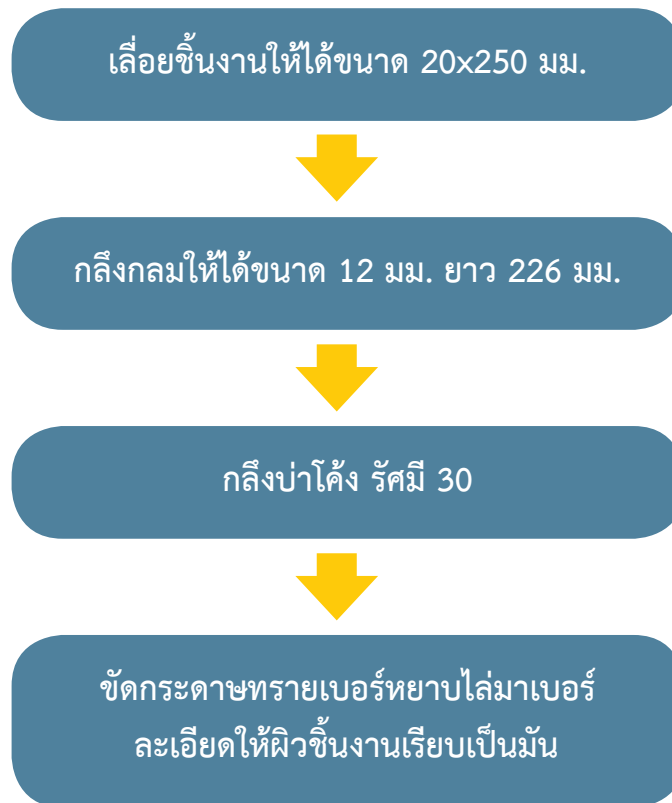 เลื่อยชิ้นงานให้ได้ขนาด 20x250 มม.
กลึงกลมให้ได้ขนาด 12 มม. ยาว 226 มม.
กลึงบ่าโค้ง รัศมี 30
ขัดกระดาษทรายเบอร์หยาบไล่มาเบอร์
ละเอียดให้ผิวชิ้นงานเรียบเป็นมัน